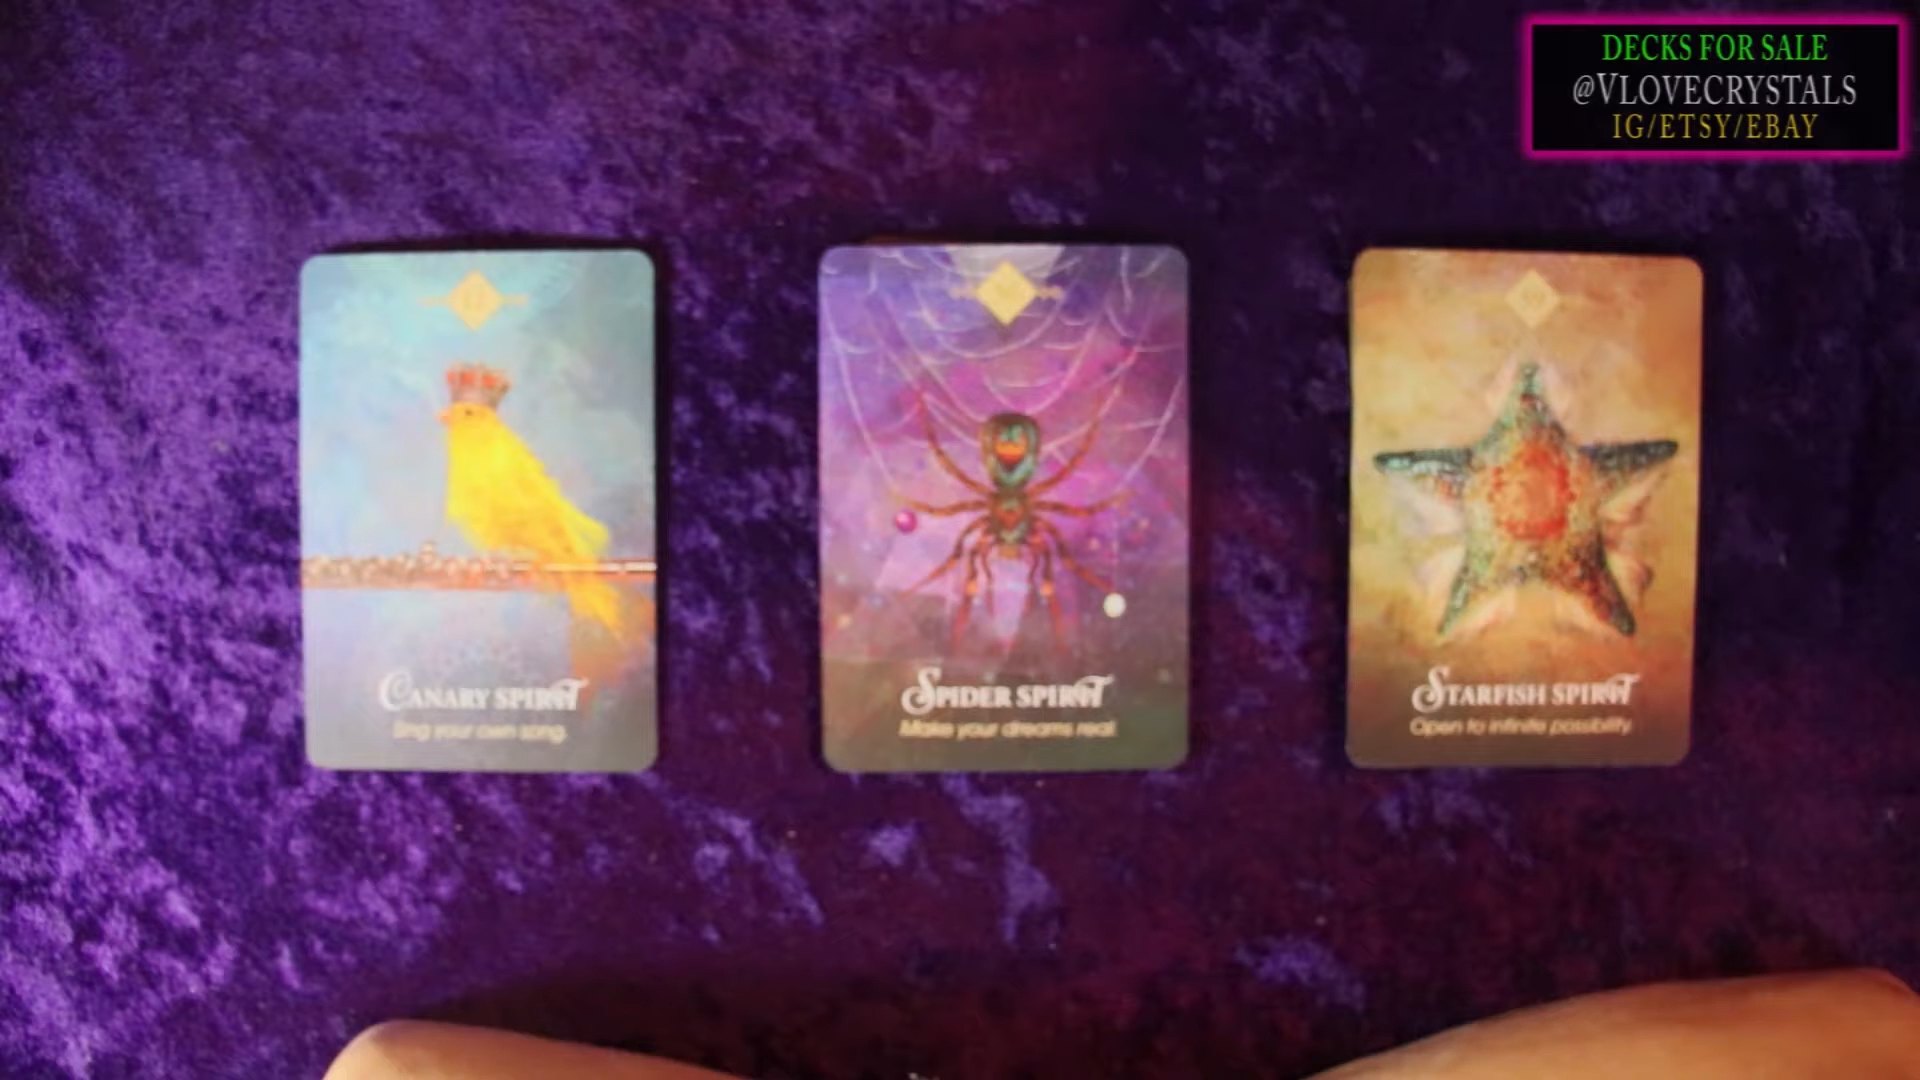 DECKS FOR SALE
@VLOVECRYSTALS
IG/ETSY/EBAY
CANARY SPIRIT
Sing your own song.
SPIDER SPIRIT
Make your dreams real.
STARFISH SPIRIT
Open to infinite possibility.